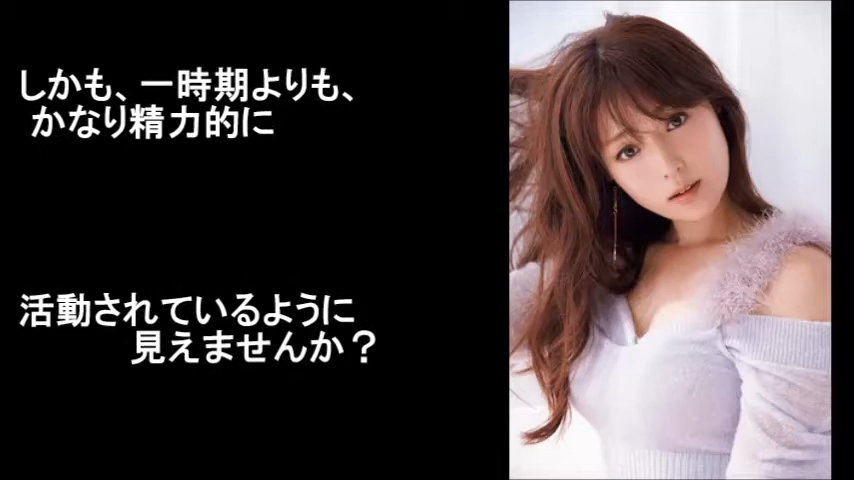 しかも、一時期よりも、
かなり精力的に
活動されているように
見えませんか？